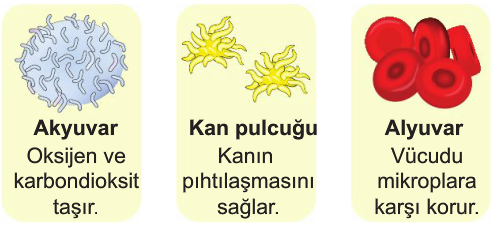 Akyuvar
Oksijen ve
karbondioksit
taşır.
Kan pulcuğu
Kanın
pıhtılaşmasını
sağlar.
Alyuvar
Vücudu
mikroplara
karşı korur.